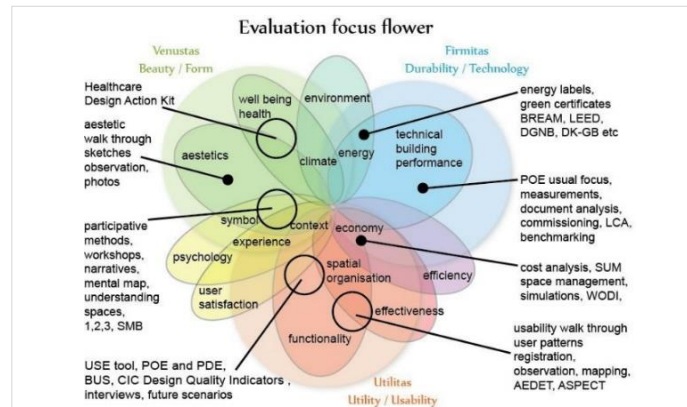 Evaluation focus flower
Venustas
Beauty / Form
Firmitas
Durability / Technology
Healthcare
Design Action Kit
aestetic
walk through
sketches
observation,
photos
participative
methods,
workshops,
narratives,
mental map,
understanding
spaces,
1,2,3, SMB
USE tool, POE and PDE,
BUS, CIC Design Quality Indicators ,
interviews, future scenarios
well being
health
environment
aestetics
climate
energy
technical
building
performance
symbol
context
experience
economy
psychology
user
satisfaction
spatial
organisation
efficiency
effectiveness
functionality
energy labels,
green certificates
BREAM, LEED,
DGNB, DK-GB etc
POE usual focus,
measurements,
document analysis,
commissioning, LCA,
benchmarking
cost analysis, SUM
space management,
simulations, WODI,
usability walk through
user patterns
registration,
observation, mapping,
AEDET, ASPECT
Utilitas
Utility / Usability